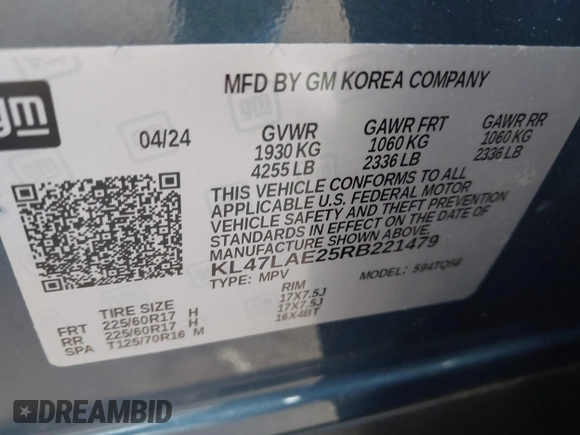 gm
MFD BY GM KOREA COMPANY
04/24 GVWR GAWR FRT GAWR RR
1930 KG 1060 KG 1060 KG
4255 LB 2336 LB 2336 LB
THIS VEHICLE CONFORMS TO ALL
APPLICABLE U.S. FEDERAL MOTOR
VEHICLE SAFETY AND THEFT PREVENTION
STANDARDS IN EFFECT ON THE DATE OF
MANUFACTURE SHOWN ABOVE.
KL47LAE25RB221479
TYPE: MPV MODEL: 594TQ58
TIRE SIZE RIM
FRT 225/60R17 H 17X7.5J
RR 225/60R17 H 17X7.5J
SPA T125/70R16 M 16X4BT
DREAMBID